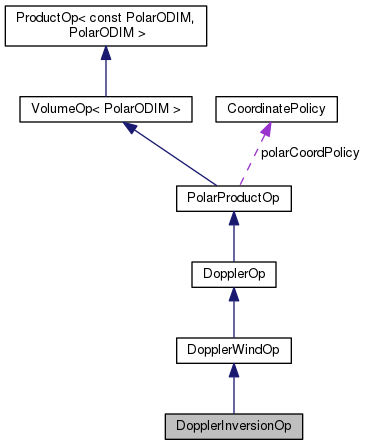 ProductOp< const PolarODIM,
PolarODIM >
VolumeOp< PolarODIM >
CoordinatePolicy
polarCoordPolicy
PolarProductOp
DopplerOp
DopplerWindOp
DopplerInversionOp